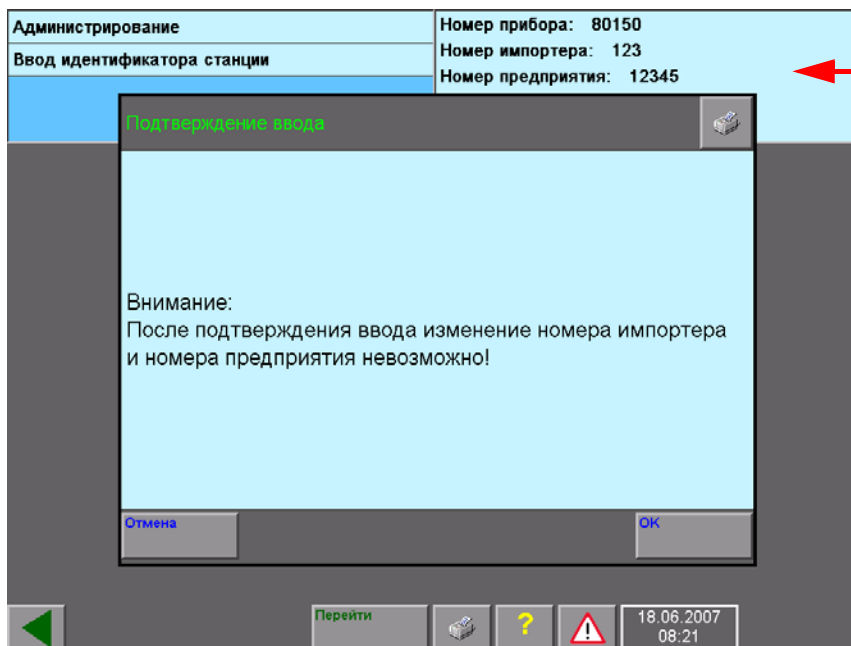 Администрирование
Ввод идентификатора станции
Номер прибора: 80150
Номер импортера: 123
Номер предприятия: 12345
Подтверждение ввода
Внимание:
После подтверждения ввода изменение номера импортера
и номера предприятия невозможно!
Отмена
OK
Перейти
?
18.06.2007
08:21